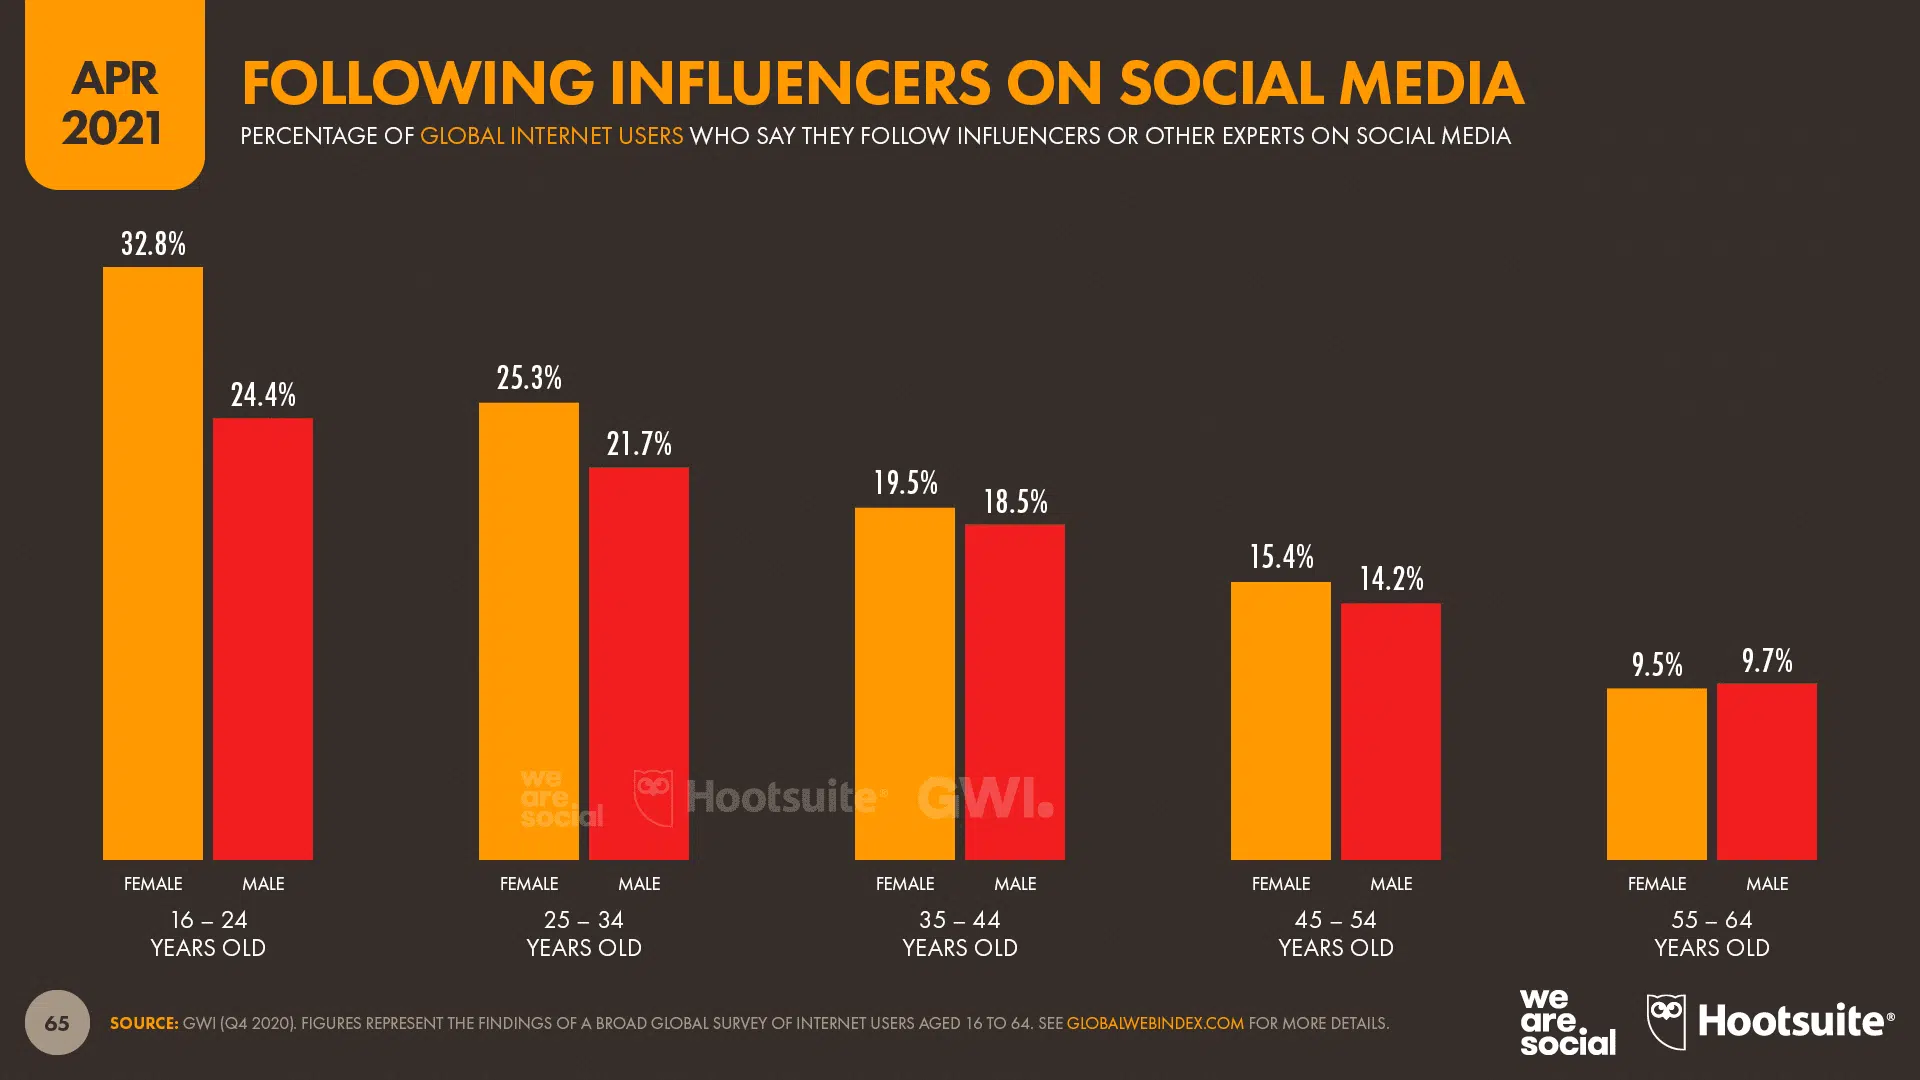 APR
2021
FOLLOWING INFLUENCERS ON SOCIAL MEDIA
PERCENTAGE OF GLOBAL INTERNET USERS WHO SAY THEY FOLLOW INFLUENCERS OR OTHER EXPERTS ON SOCIAL MEDIA
32.8%
24.4%
25.3%
21.7%
19.5%
18.5%
15.4%
14.2%
9.5%
9.7%
we
are.
social
Hootsuite®
GWI.
FEMALE MALE FEMALE MALE FEMALE MALE FEMALE MALE FEMALE MALE
16 – 24 25 – 34 35 – 44 45 – 54 55 – 64
YEARS OLD YEARS OLD YEARS OLD YEARS OLD YEARS OLD
65
SOURCE: GWI (Q4 2020). FIGURES REPRESENT THE FINDINGS OF A BROAD GLOBAL SURVEY OF INTERNET USERS AGED 16 TO 64. SEE GLOBALWEBINDEX.COM FOR MORE DETAILS.
we
are.
social
Hootsuite®